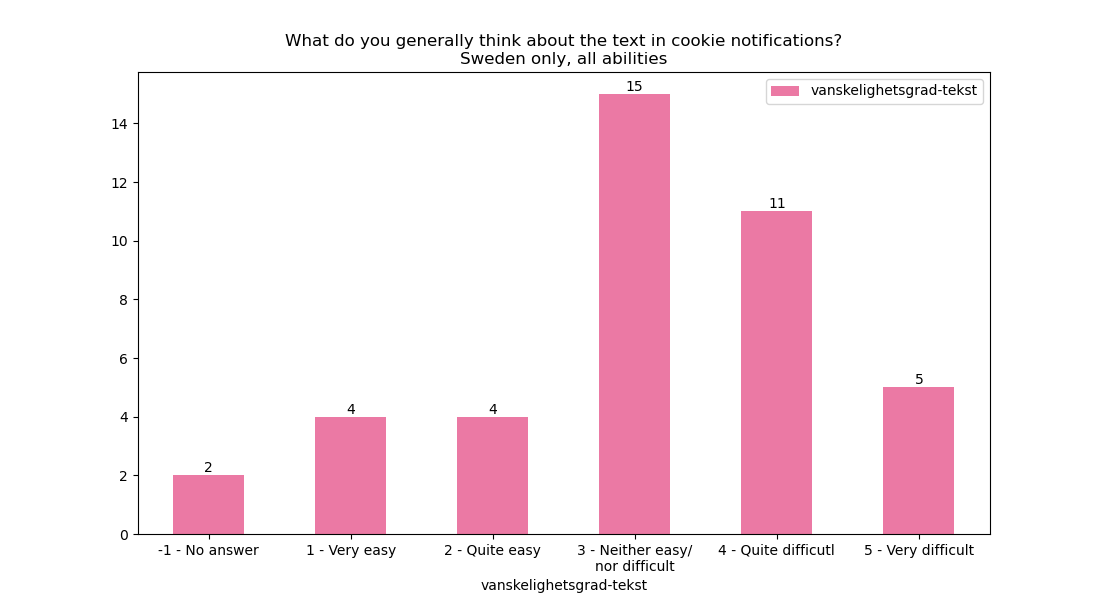 What do you generally think about the text in cookie notifications?
Sweden only, all abilities
vanskelighetsgrad-tekst
15
14
12
11
10
8
6
5
4
4
4
2
2
0
-1 - No answer
1 - Very easy
2 - Quite easy
3 - Neither easy/
nor difficult
4 - Quite difficutl
5 - Very difficult
vanskelighetsgrad-tekst